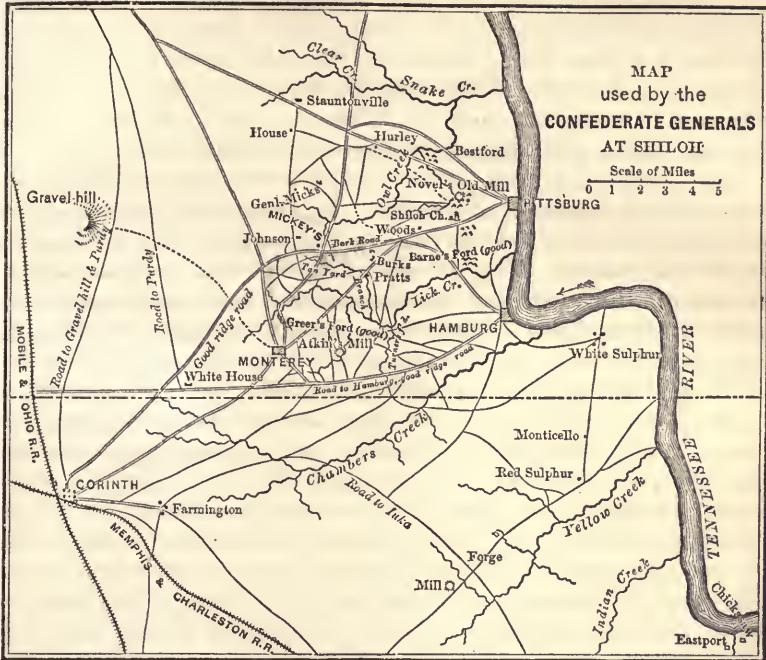 MAP
used by the
CONFEDERATE GENERALS
AT SHILOH
Scale of Miles
0 1 2 3 4 5
Clear Cr.
Snake Cr.
Stauntonville
House
Hurley
Bestford
Owl Creek
Novel's Old Mill
Genl. Micks
MICKEY'S
Shiloh Ch.
PITTSBURG
Gravel hill
Johnson
Woods
Bark Road
Barne's Ford (good)
Burks
Pratts
Ford
Branch
Lick Cr.
Road to Gravel hill & Purdy
Road to Purdy
Good ridge road
Greer's Ford (good)
HAMBURG
Atkin's Mill
MONTEREY
White House
Road to Hamburg, good ridge road
White Sulphur
MOBILE & OHIO R.R.
TENNESSEE RIVER
Monticello
Chambers Creek
Red Sulphur
CORINTH
Road to Iuka
Yellow Creek
Farmington
MEMPHIS & CHARLESTON R.R.
Forge
Mill
Indian Creek
Eastport